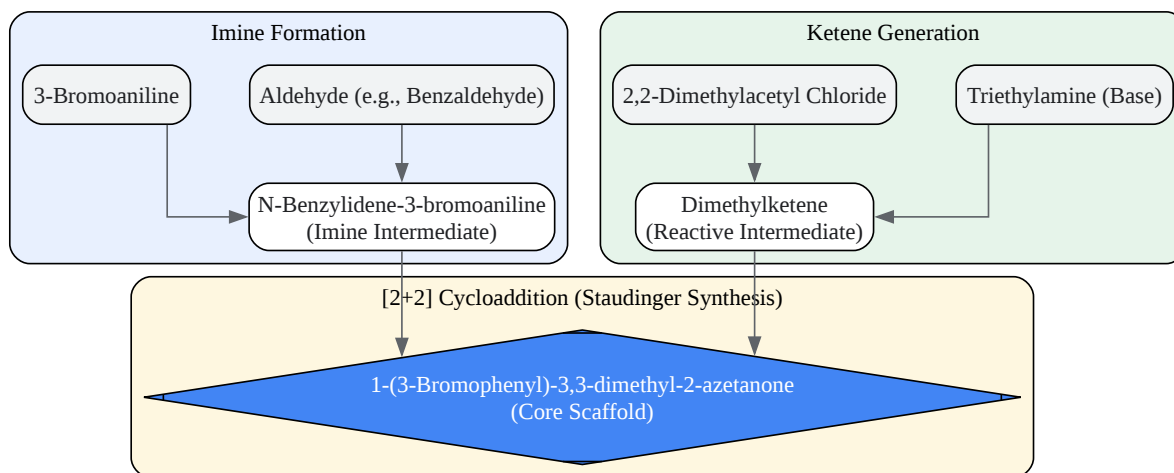 Imine Formation
3-Bromoaniline
Aldehyde (e.g., Benzaldehyde)
N-Benzylidene-3-bromoaniline
(Imine Intermediate)
Ketene Generation
2,2-Dimethylacetyl Chloride
Triethylamine (Base)
Dimethylketene
(Reactive Intermediate)
[2+2] Cycloaddition (Staudinger Synthesis)
1-(3-Bromophenyl)-3,3-dimethyl-2-azetanone
(Core Scaffold)